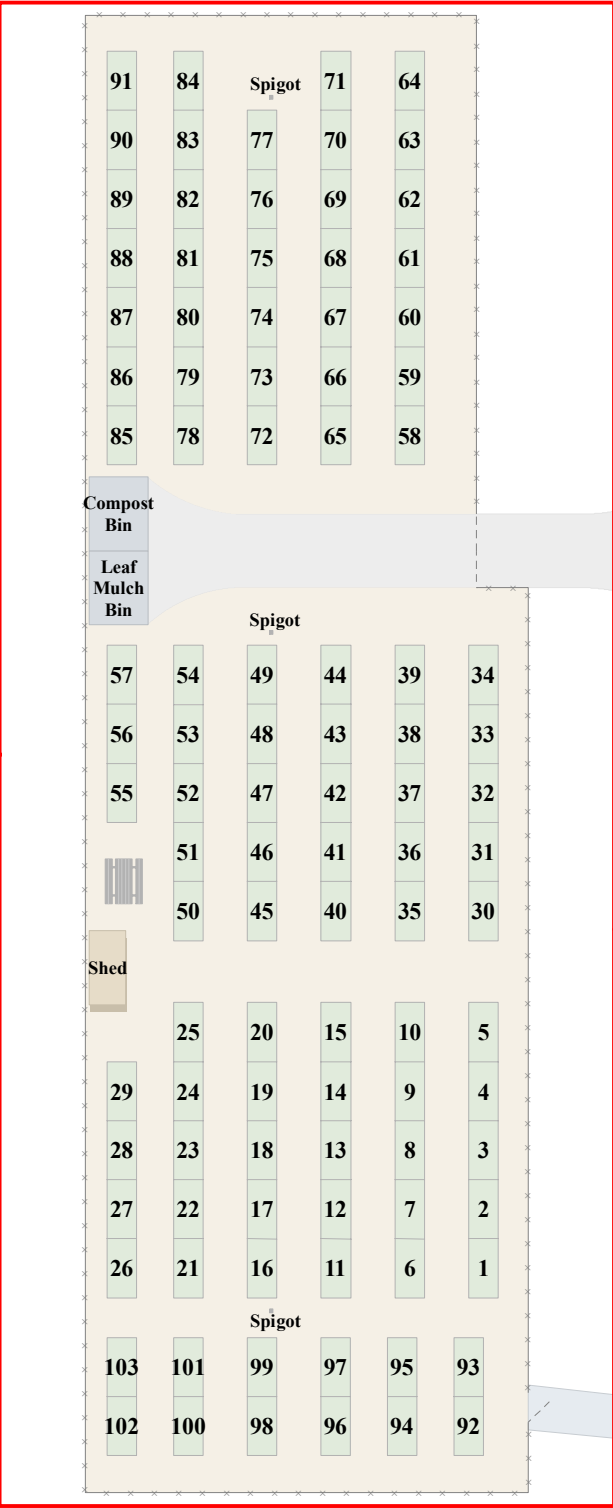 91 84 Spigot 71 64
90 83 77 70 63
89 82 76 69 62
88 81 75 68 61
87 80 74 67 60
86 79 73 66 59
85 78 72 65 58
Compost
Bin
Leaf
Mulch
Bin
Spigot
57 54 49 44 39 34
56 53 48 43 38 33
55 52 47 42 37 32
51 46 41 36 31
50 45 40 35 30
Shed
25 20 15 10 5
29 24 19 14 9 4
28 23 18 13 8 3
27 22 17 12 7 2
26 21 16 11 6 1
Spigot
103 101 99 97 95 93
102 100 98 96 94 92